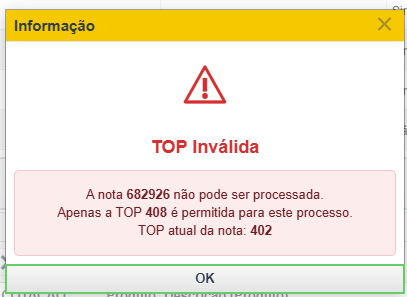 Sir
Informação
TOP Inválida
A nota 682926 não pode ser processada.
Apenas a TOP 408 é permitida para este processo.
TOP atual da nota: 402
OK